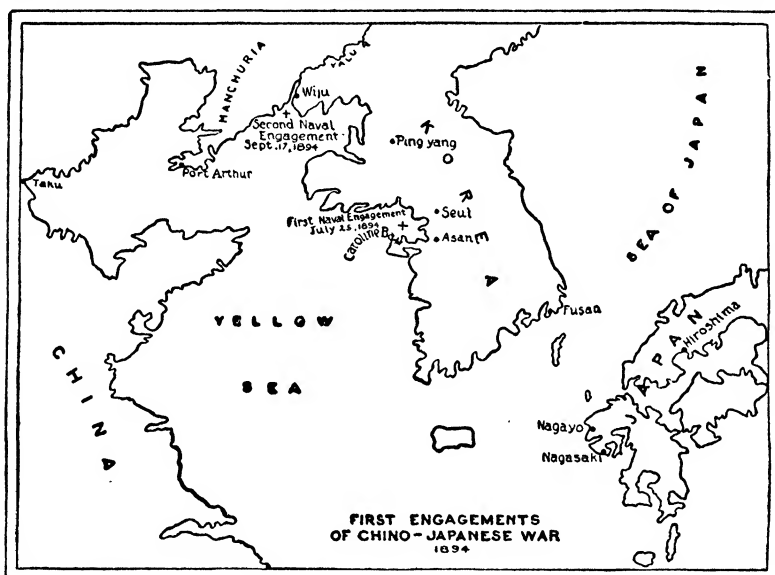 MANCHURIA
YALU R.
Wiju
Second Naval
Engagement
Sept. 17, 1894
Port Arthur
Taku
Ping yang
KOREA
Seul
First Naval Engagement
July 25, 1894
Asan
Caroline B.
SEA OF JAPAN
Fusan
YELLOW
SEA
CHINA
JAPAN
Hiroshima
Nagayo
Nagasaki
FIRST ENGAGEMENTS
OF CHINO-JAPANESE WAR
1894